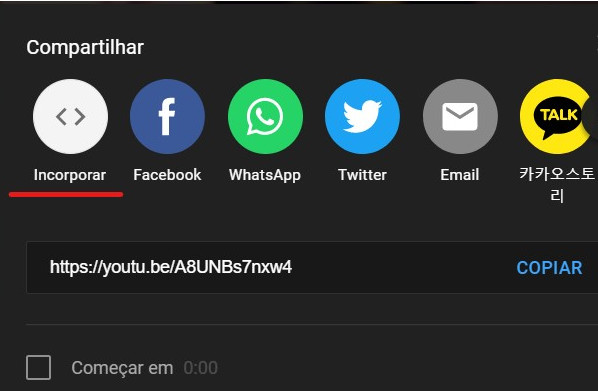 Compartilhar
TALK
Incorporar
Facebook
WhatsApp
Twitter
Email
카카오스토
리
https://youtu.be/A8UNBs7nxw4
COPIAR
Começar em 0:00